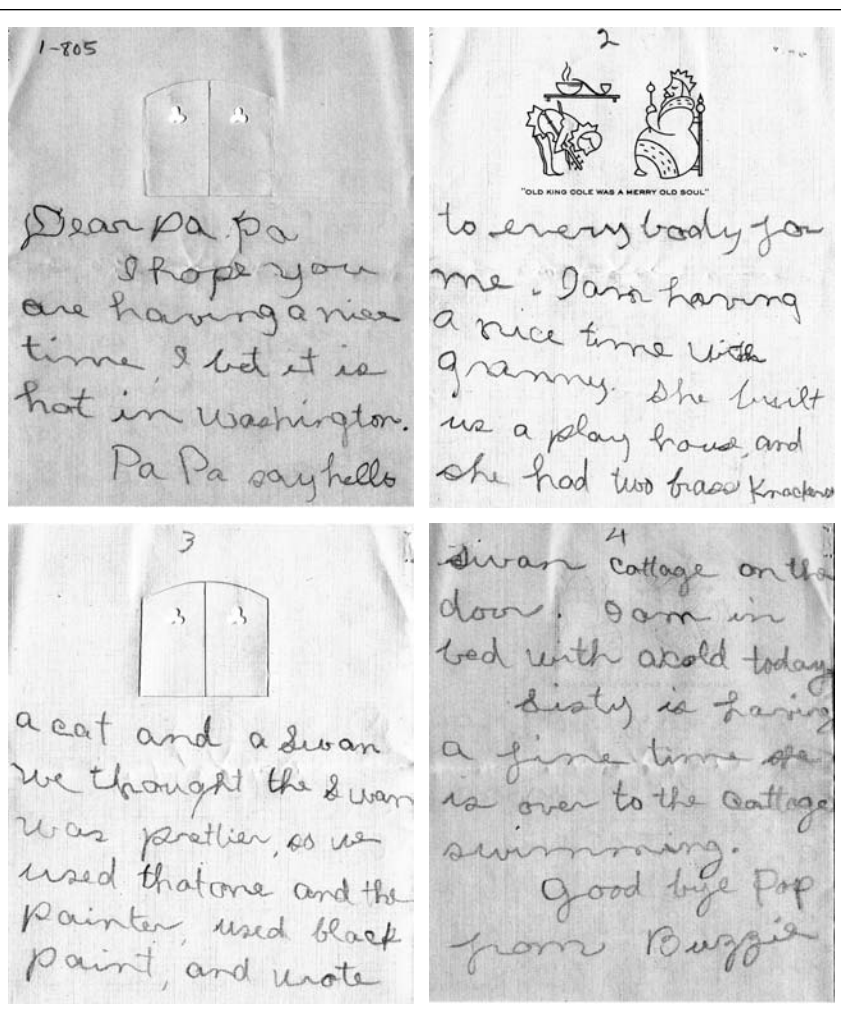 1-805
Dear Pa pa
I hope you
are having a nice
time, I bet it is
hot in Washington.
Pa Pa say hello
2
"OLD KING COLE WAS A MERRY OLD SOUL"
to everybody for
me. I am having
a nice time with
granny. She built
us a play house, and
she had two brass Knockers
3
a cat and a swan
we thought the swan
was prettier, so we
used that one and the
painter, used black
paint, and wrote
4
swan cottage on the
door. I am in
bed with a cold today
Sisty is having
a fine time she
is over to the cottage
swimming.
Good bye Pop
from Buzzie